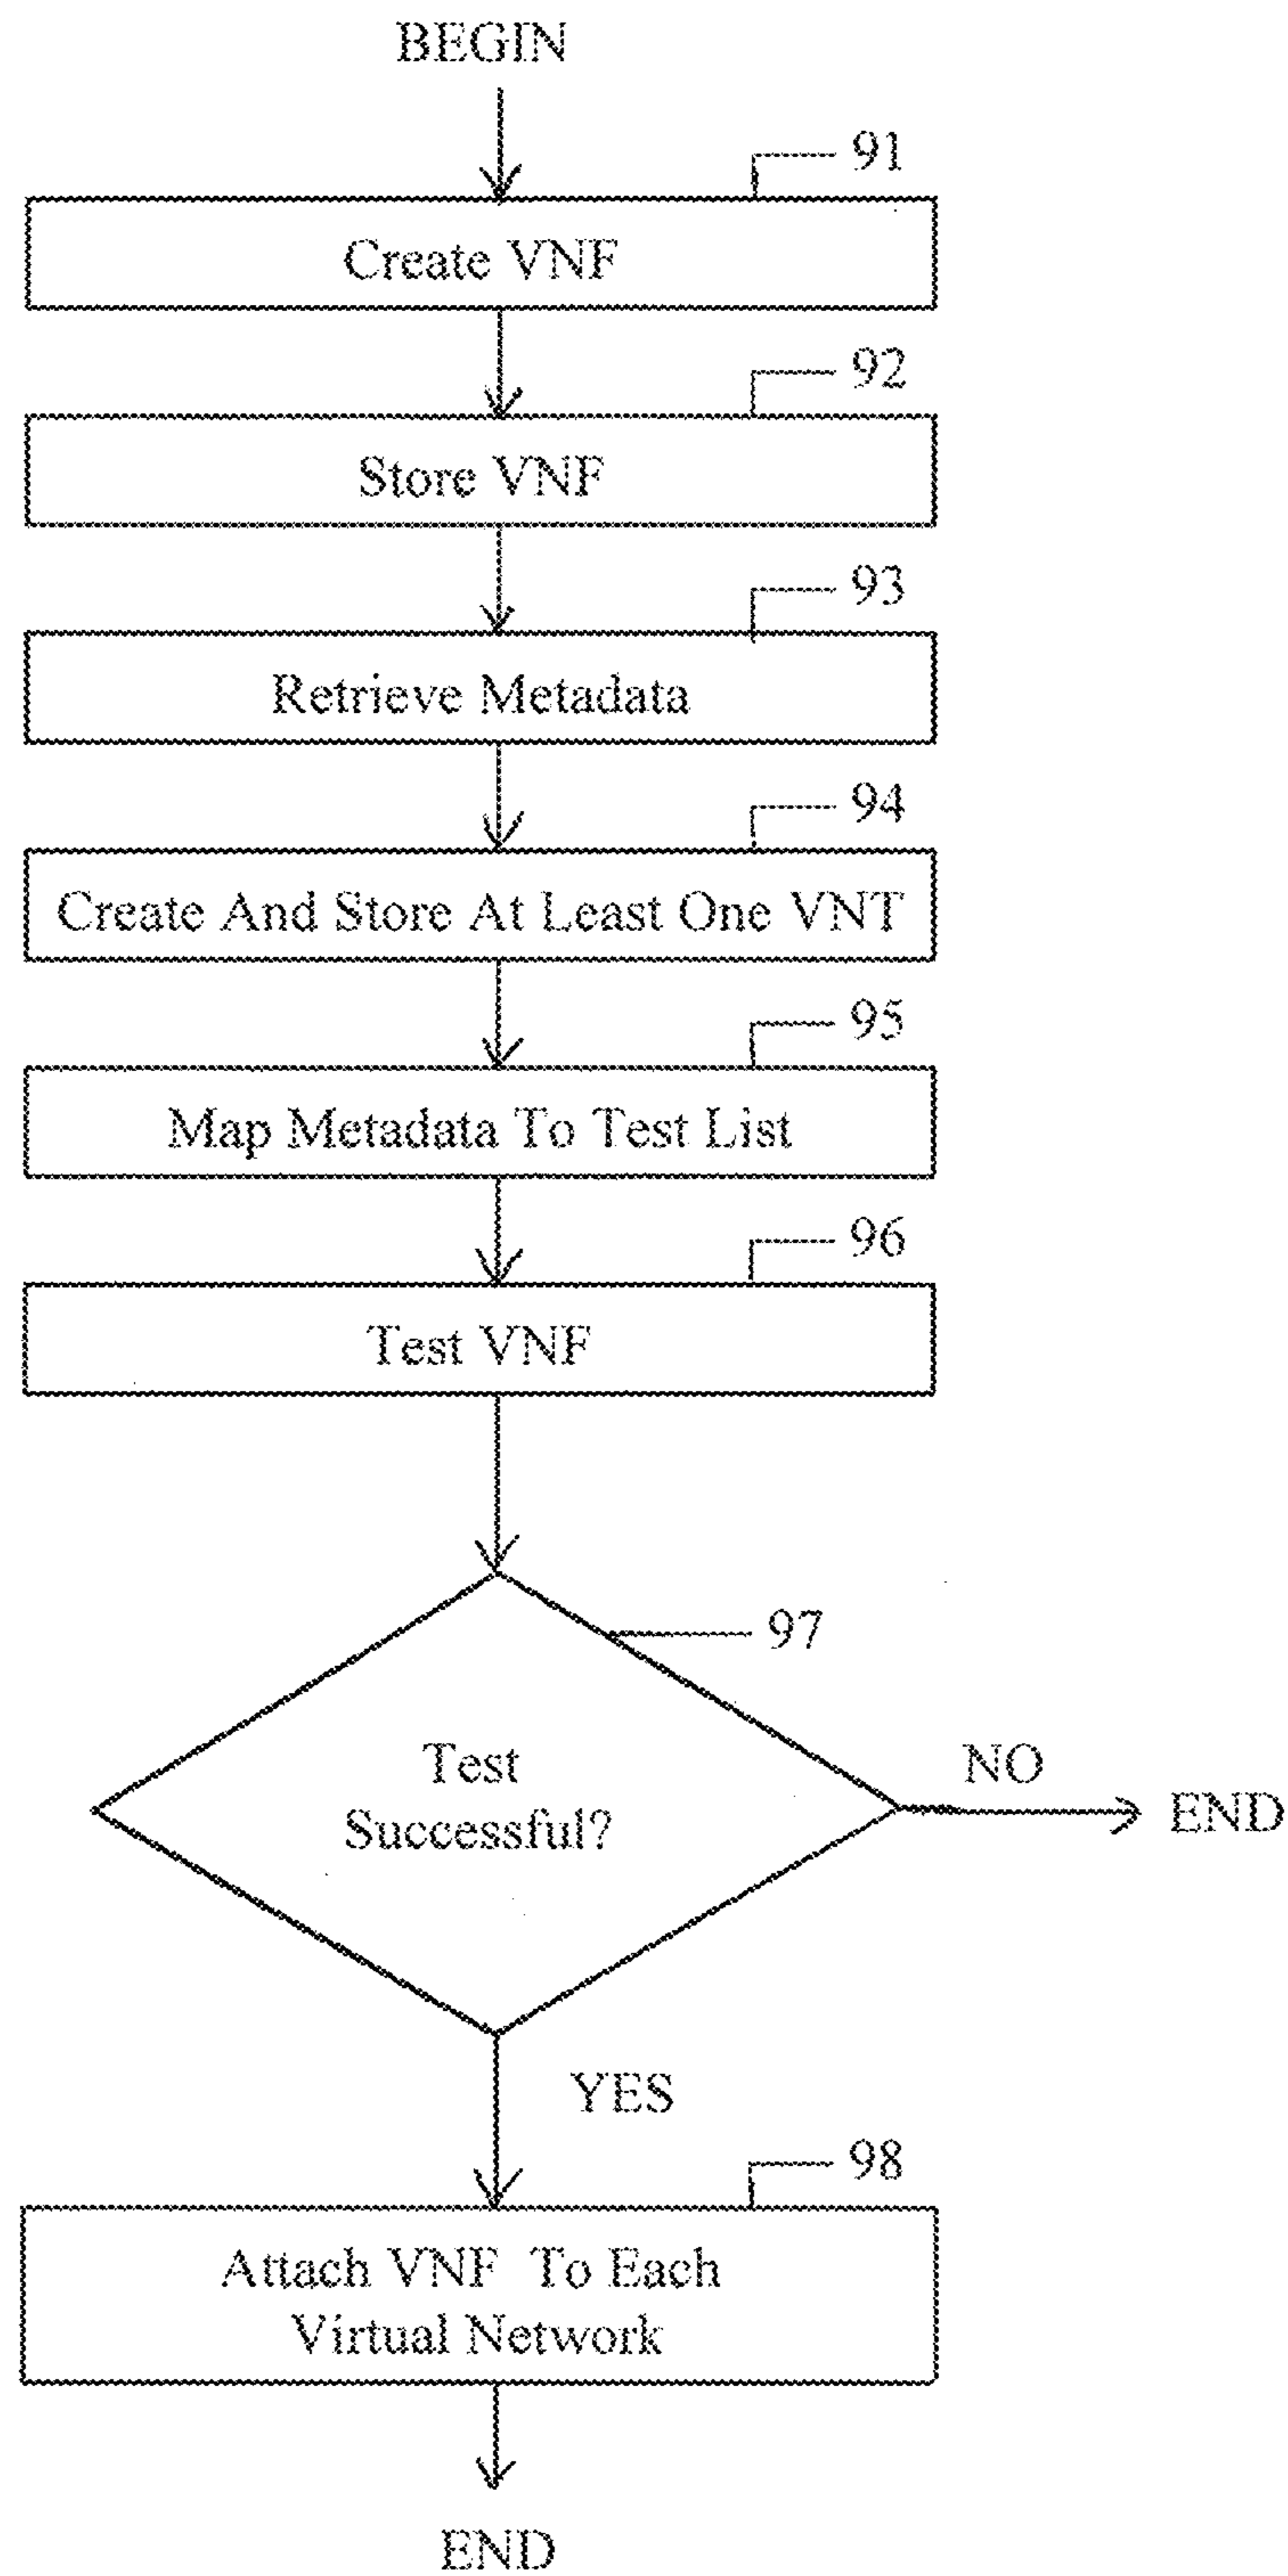 BEGIN
91
Create VNF
92
Store VNF
93
Retrieve Metadata
94
Create And Store At Least One VNT
95
Map Metadata To Test List
96
Test VNF
97
Test
Successful?
NO
END
YES
98
Attach VNF To Each
Virtual Network
END